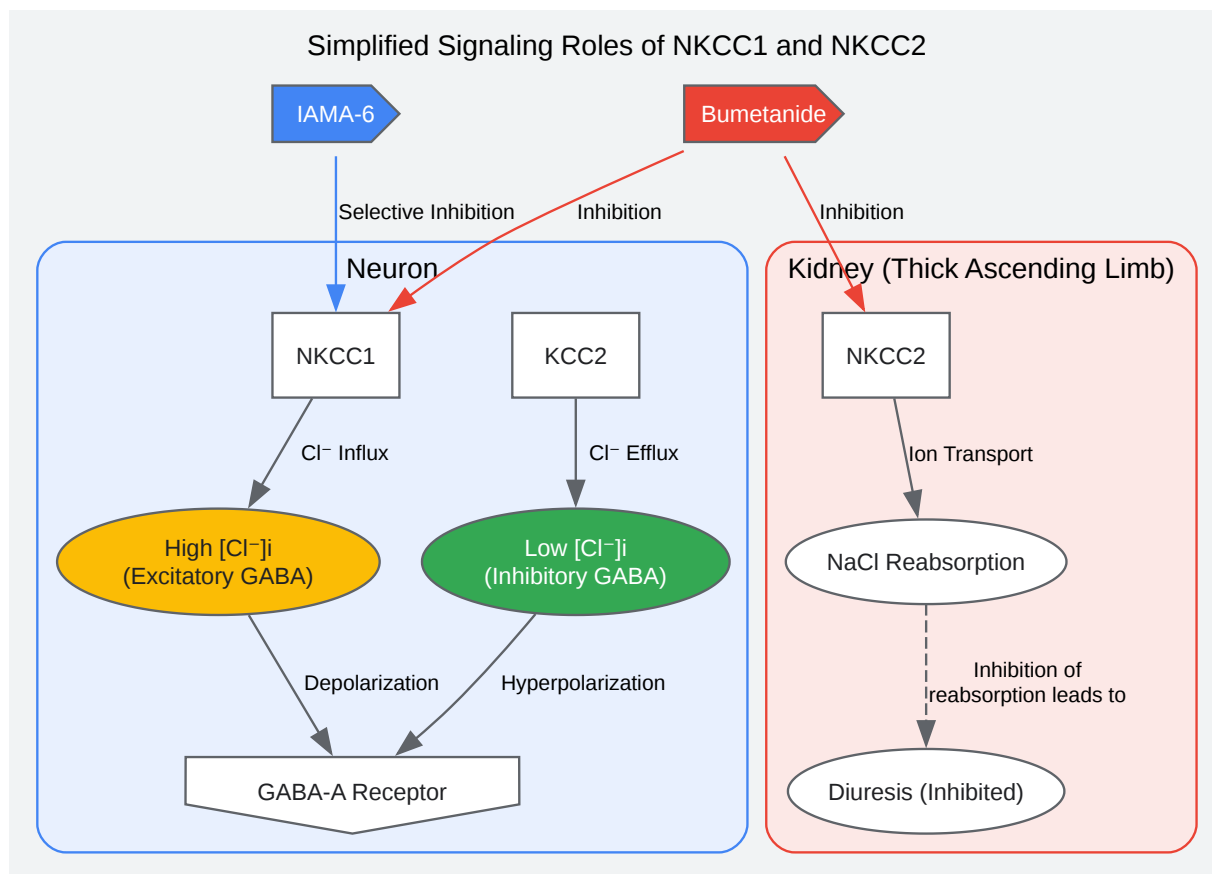 Simplified Signaling Roles of NKCC1 and NKCC2
IAMA-6
Bumetanide
Selective Inhibition
Inhibition
Inhibition
Neuron
Kidney (Thick Ascending Limb)
NKCC1
KCC2
NKCC2
Cl⁻ Influx
Cl⁻ Efflux
Ion Transport
High [Cl⁻]i
(Excitatory GABA)
Low [Cl⁻]i
(Inhibitory GABA)
NaCl Reabsorption
Depolarization
Hyperpolarization
Inhibition of
reabsorption leads to
GABA-A Receptor
Diuresis (Inhibited)